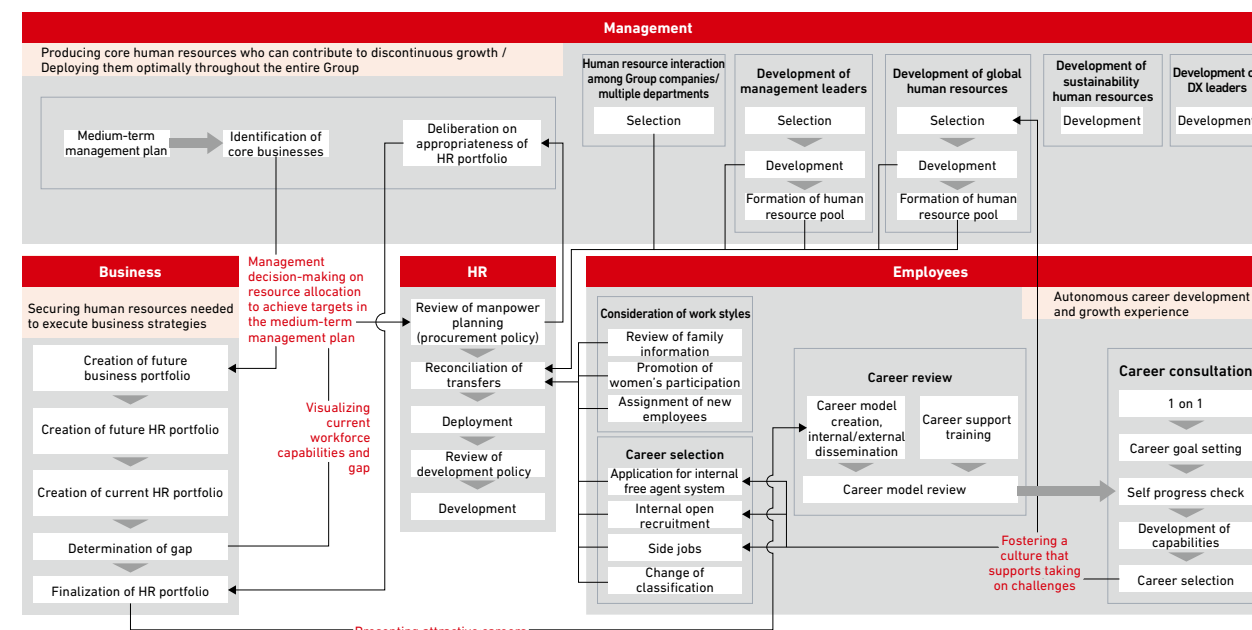 Management
Producing core human resources who can contribute to discontinuous growth /
Deploying them optimally throughout the entire Group
Medium-term
management plan
Identification of
core businesses
Deliberation on
appropriateness of
HR portfolio
Human resource interaction
among Group companies/
multiple departments
Selection
Development of
management leaders
Selection
Development
Formation of human
resource pool
Development of global
human resources
Selection
Development
Formation of human
resource pool
Development of
sustainability
human resources
Development
Development
DX leaders
Development
Business
Securing human resources needed
to execute business strategies
Creation of future
business portfolio
Creation of future HR portfolio
Creation of current HR portfolio
Determination of gap
Finalization of HR portfolio
Management
decision-making on
resource allocation
to achieve targets in
the medium-term
management plan
Visualizing
current
workforce
capabilities and
gap
HR
Review of manpower
planning
(procurement policy)
Reconciliation of
transfers
Deployment
Review of
development policy
Development
Employees
Autonomous career development
and growth experience
Consideration of work styles
Review of family
information
Promotion of
women's participation
Assignment of new
employees
Career selection
Application for internal
free agent system
Internal open
recruitment
Side jobs
Change of
classification
Career review
Career model
creation,
internal/external
dissemination
Career support
training
Career model review
Career consultation
1 on 1
Career goal setting
Self progress check
Development of
capabilities
Career selection
Fostering a
culture that
supports taking
on challenges
Presenting attractive careers